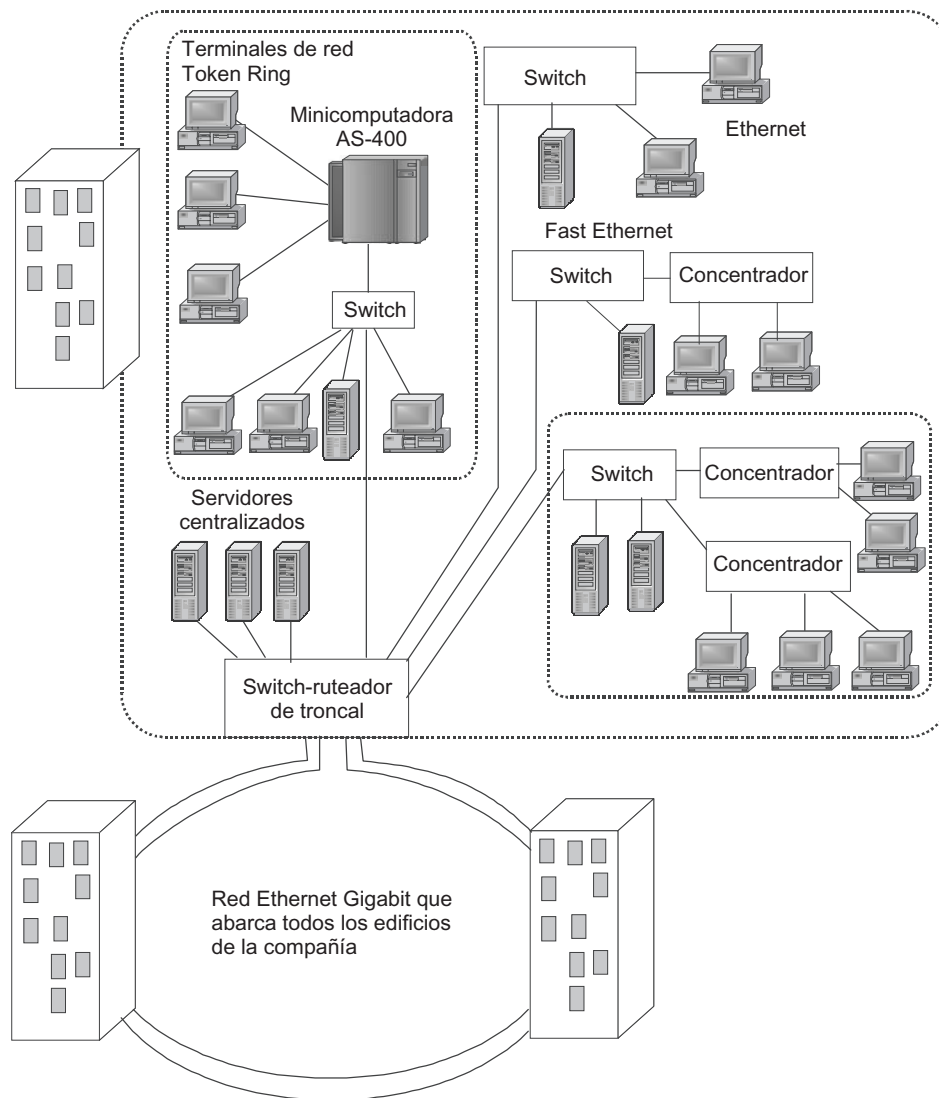 Terminales de red
Token Ring
Minicomputadora
AS-400
Switch
Switch
Ethernet
Fast Ethernet
Switch
Concentrador
Switch
Concentrador
Concentrador
Servidores
centralizados
Switch-ruteador
de troncal
Red Ethernet Gigabit que
abarca todos los edificios
de la compañía